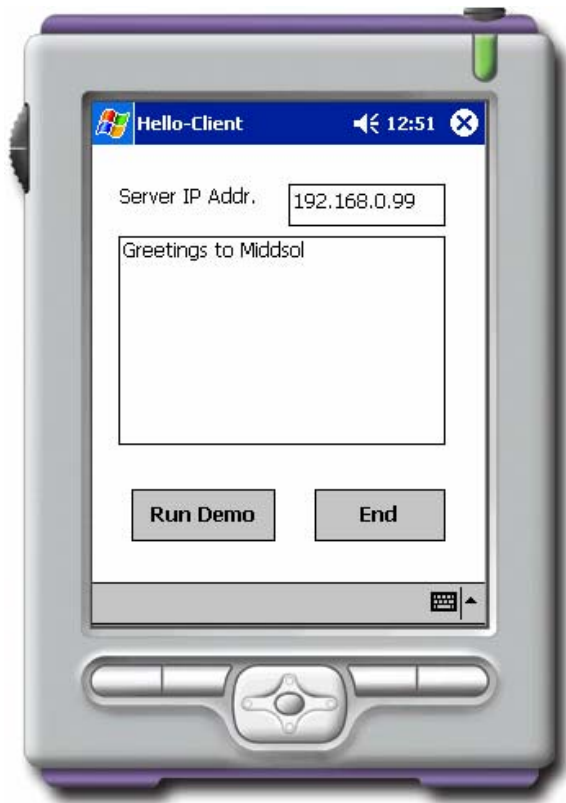 Hello-Client 12:51
Server IP Addr. 192.168.0.99
Greetings to Middsol
Run Demo End